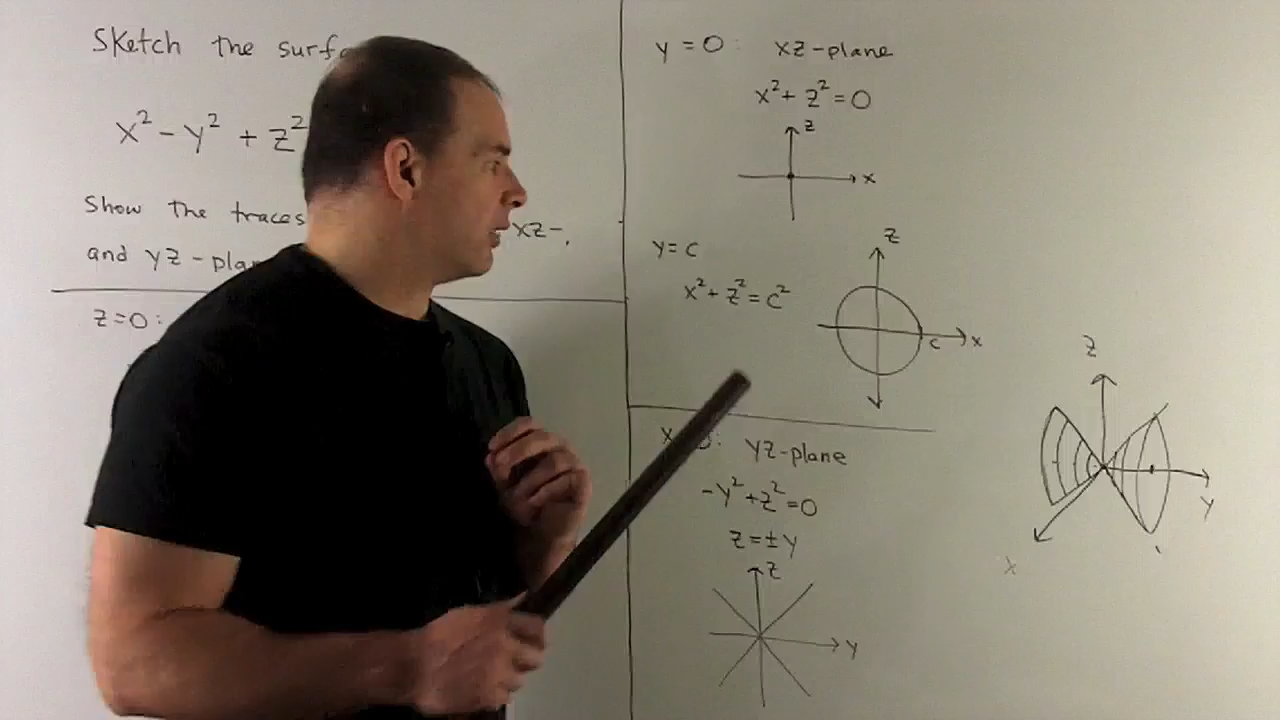 Sketch the surf
x² - y² + z²
Show the traces
xz-,
and yz-pla
z=0:
y = 0: xz-plane
x² + z² = 0
z
x
y=c
x² + z² = c²
z
c
x
yz-plane
-y² + z² = 0
z = ±y
z
y
z
y
x